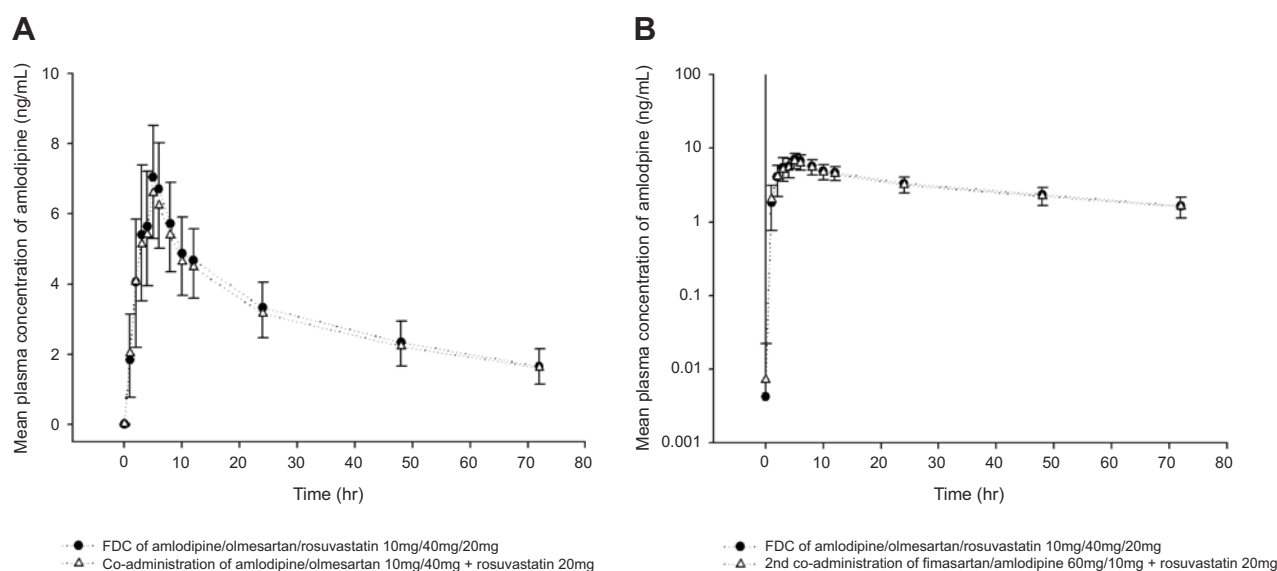 A
B
Mean plasma concentration of amlodipine (ng/mL)
10
8
6
4
2
0
0 10 20 30 40 50 60 70 80
Time (hr)
FDC of amlodipine/olmesartan/rosuvastatin 10mg/40mg/20mg
Co-administration of amlodipine/olmesartan 10mg/40mg + rosuvastatin 20mg
Mean plasma concentration of amlodpine (ng/mL)
100
10
1
0.1
0.01
0.001
0 10 20 30 40 50 60 70 80
Time (hr)
FDC of amlodipine/olmesartan/rosuvastatin 10mg/40mg/20mg
2nd co-administration of fimasartan/amlodipine 60mg/10mg + rosuvastatin 20mg